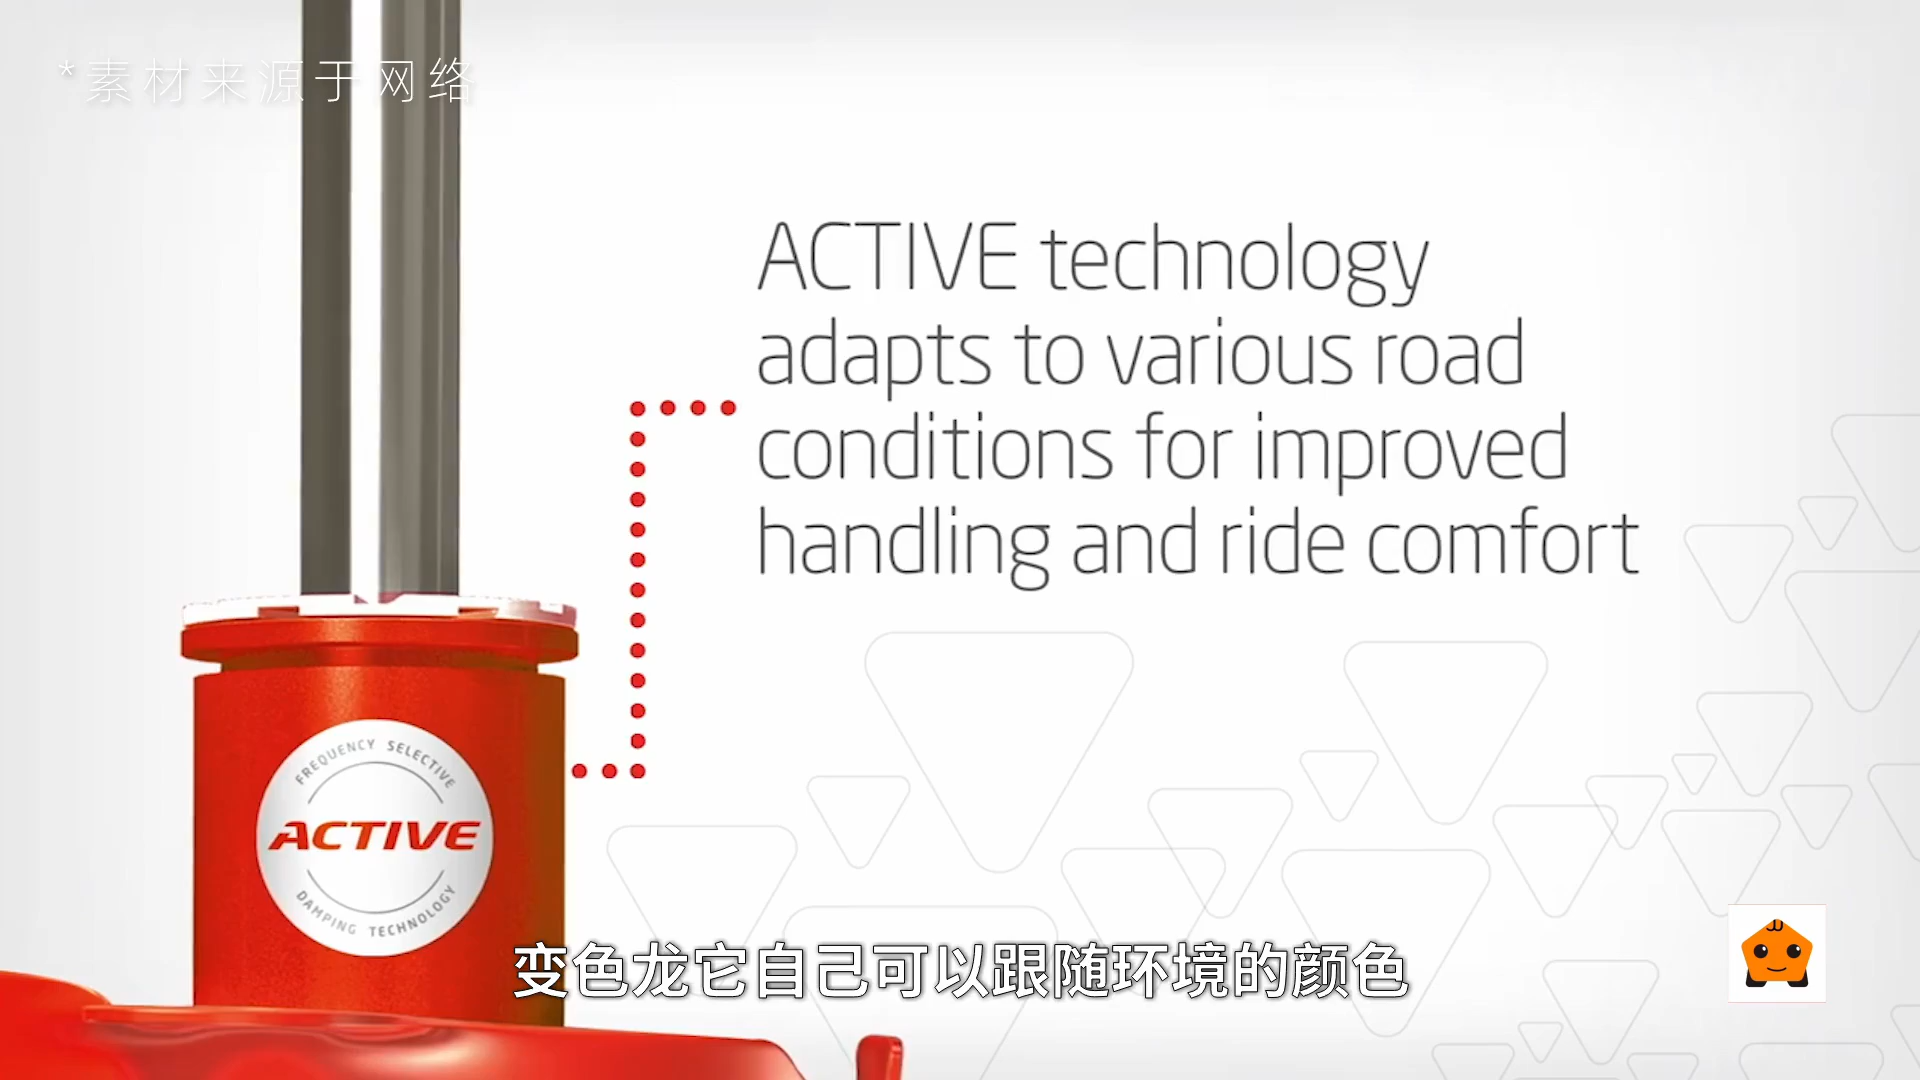 *素材来源于网络
ACTIVE technology
adapts to various road
conditions for improved
handling and ride comfort
FREQUENCY SELECTIVE
ACTIVE
DAMPING TECHNOLOGY
变色龙它自己可以跟随环境的颜色